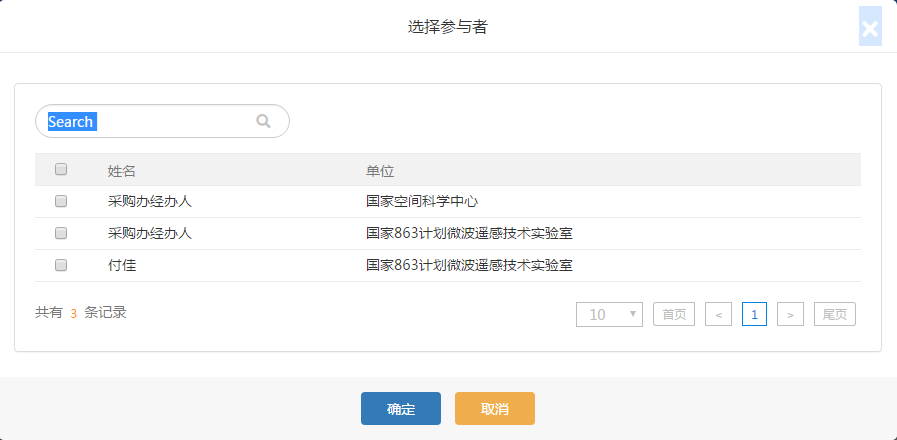 选择参与者
Search
姓名 单位
采购办经办人 国家空间科学中心
采购办经办人 国家863计划微波遥感技术实验室
付佳 国家863计划微波遥感技术实验室
共有 3 条记录 10 首页 < 1 > 尾页
确定 取消